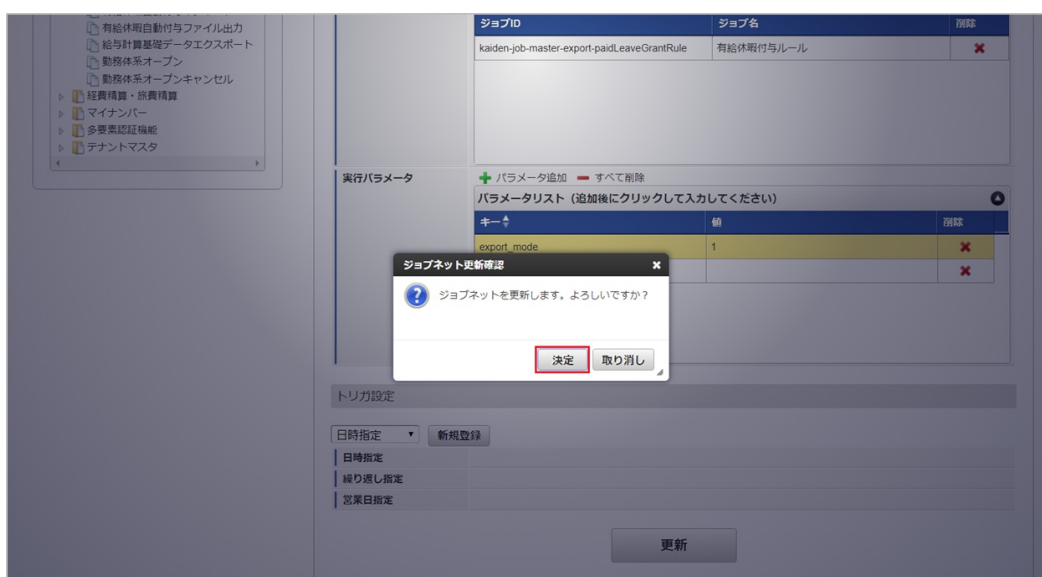 有給休暇自動付与ファイル出力
給与計算基礎データエクスポート
勤務体系オープン
勤務体系オープンキャンセル
経費精算・旅費精算
マイナンバー
多要素認証機能
テナントマスタ
ジョブID ジョブ名 削除
kaiden-job-master-export-paidLeaveGrantRule 有給休暇付与ルール
実行パラメータ パラメータ追加 すべて削除
パラメータリスト（追加後にクリックして入力してください）
キー 値 削除
export_mode 1
ジョブネット更新確認
ジョブネットを更新します。よろしいですか？
決定 取り消し
トリガ設定
日時指定 新規登録
日時指定
繰り返し指定
営業日指定
更新